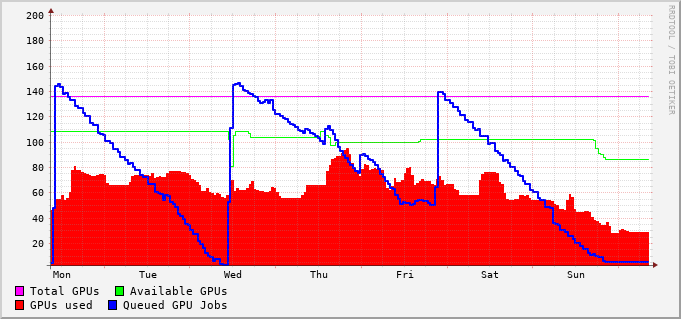 200
180
160
140
120
100
80
60
40
20
Mon Tue Wed Thu Fri Sat Sun
Total GPUs Available GPUs
GPUs used Queued GPU Jobs
RRDTOOL / TOBI OETIKER